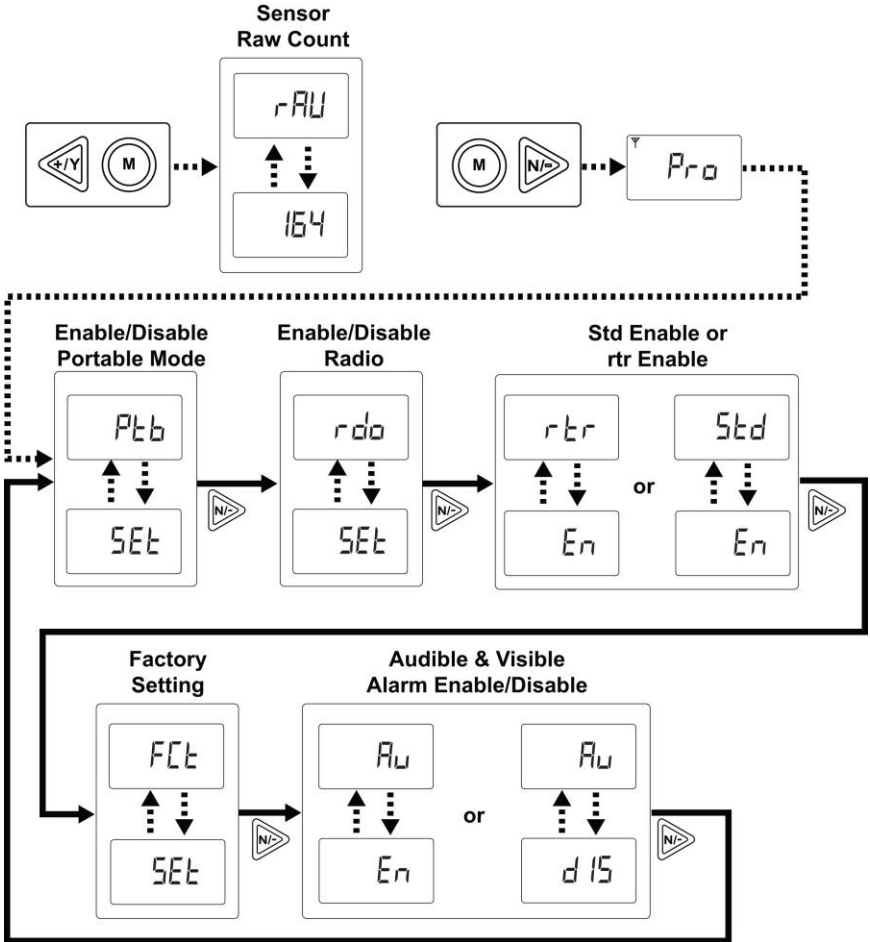 Sensor
Raw Count
rAU
+/Y
M
164
M
N/-
Pro
Enable/Disable
Portable Mode
Ptb
SEt
N/-
Enable/Disable
Radio
rdo
SEt
N/-
Std Enable or
rtr Enable
rtr
En
or
Std
En
N/-
Factory
Setting
FCt
SEt
N/-
Audible & Visible
Alarm Enable/Disable
Au
En
or
Au
dIS
N/-